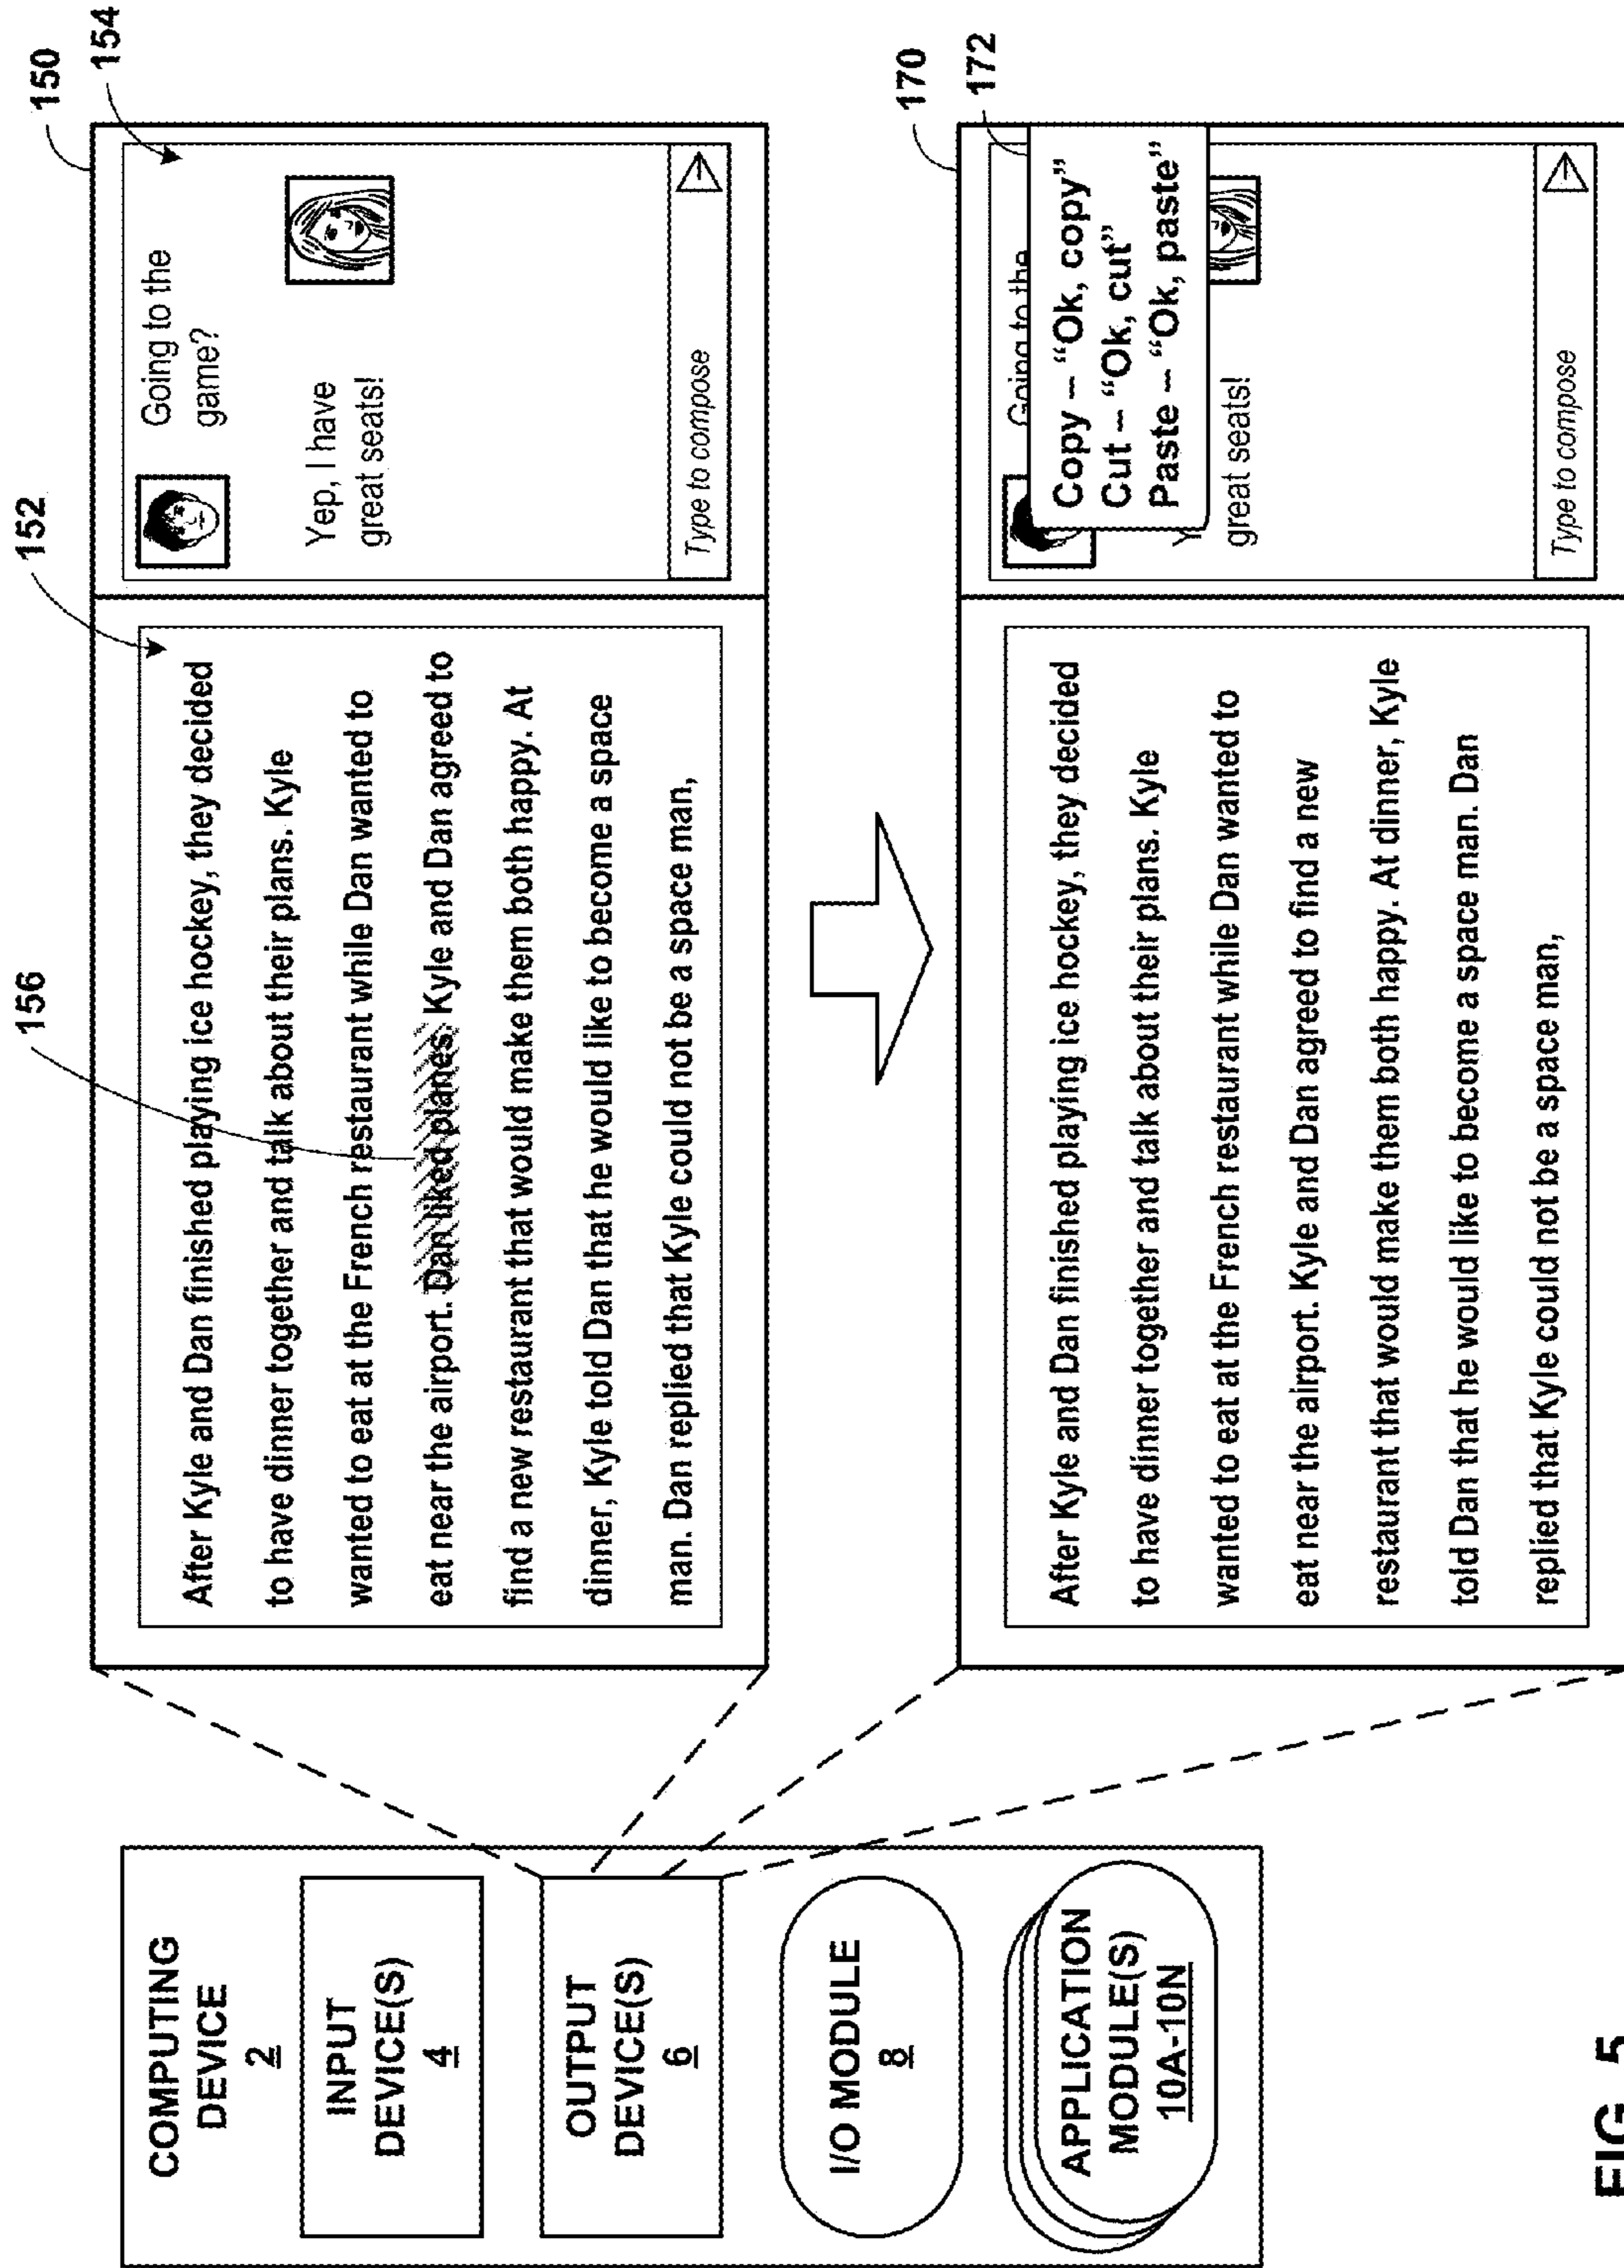 COMPUTING
DEVICE
2
INPUT
DEVICE(S)
4
OUTPUT
DEVICE(S)
6
I/O MODULE
8
APPLICATION
MODULE(S)
10A-10N
156
152
150
154
After Kyle and Dan finished playing ice hockey, they decided
to have dinner together and talk about their plans. Kyle
wanted to eat at the French restaurant while Dan wanted to
eat near the airport. Dan liked planes. Kyle and Dan agreed to
find a new restaurant that would make them both happy. At
dinner, Kyle told Dan that he would like to become a space
man. Dan replied that Kyle could not be a space man,
Going to the
game?
Yep, I have
great seats!
Type to compose
170
172
After Kyle and Dan finished playing ice hockey, they decided
to have dinner together and talk about their plans. Kyle
wanted to eat at the French restaurant while Dan wanted to
eat near the airport. Kyle and Dan agreed to find a new
restaurant that would make them both happy. At dinner, Kyle
told Dan that he would like to become a space man. Dan
replied that Kyle could not be a space man,
Going to the
Copy – “Ok, copy”
Cut – “Ok, cut”
Paste – “Ok, paste”
Y
great seats!
Type to compose
FIG. 5